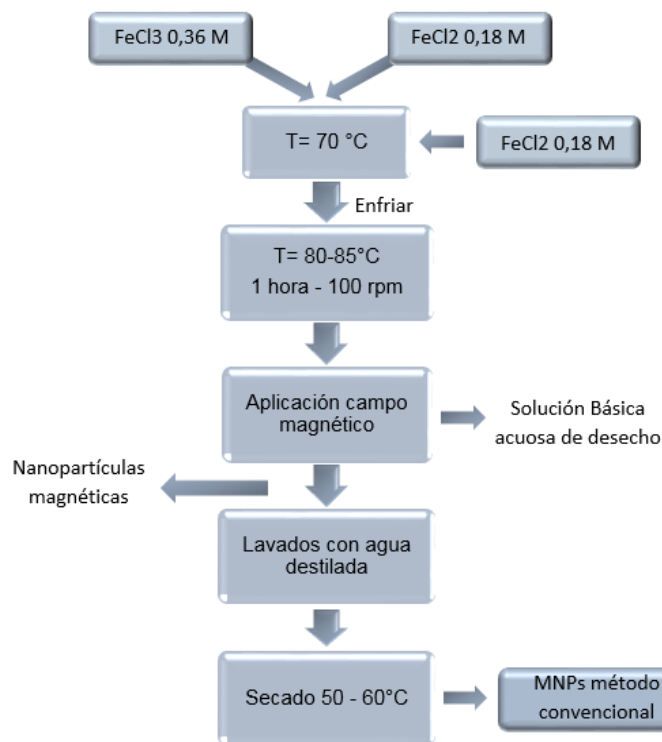 FeCl3 0,36 M
FeCl2 0,18 M
T= 70 °C
FeCl2 0,18 M
Enfriar
T= 80-85°C
1 hora - 100 rpm
Aplicación campo
magnético
Solución Básica
acuosa de desecho
Nanopartículas
magnéticas
Lavados con agua
destilada
Secado 50 - 60°C
MNPs método
convencional